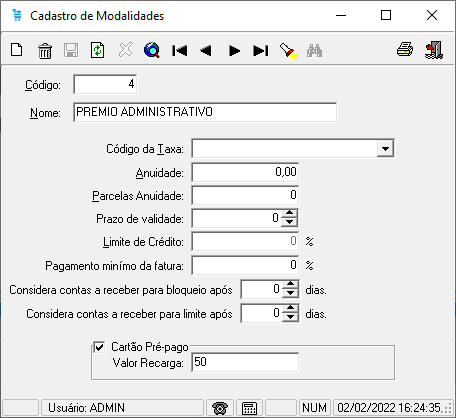 Cadastro de Modalidades
Código: 4
Nome: PREMIO ADMINISTRATIVO
Código da Taxa:
Anuidade: 0,00
Parcelas Anuidade: 0
Prazo de validade: 0
Limite de Crédito: 0 %
Pagamento minímo da fatura: 0 %
Considera contas a receber para bloqueio após 0 dias.
Considera contas a receber para limite após 0 dias.
Cartão Pré-pago
Valor Recarga: 50
Usuário: ADMIN NUM 02/02/2022 16:24:35